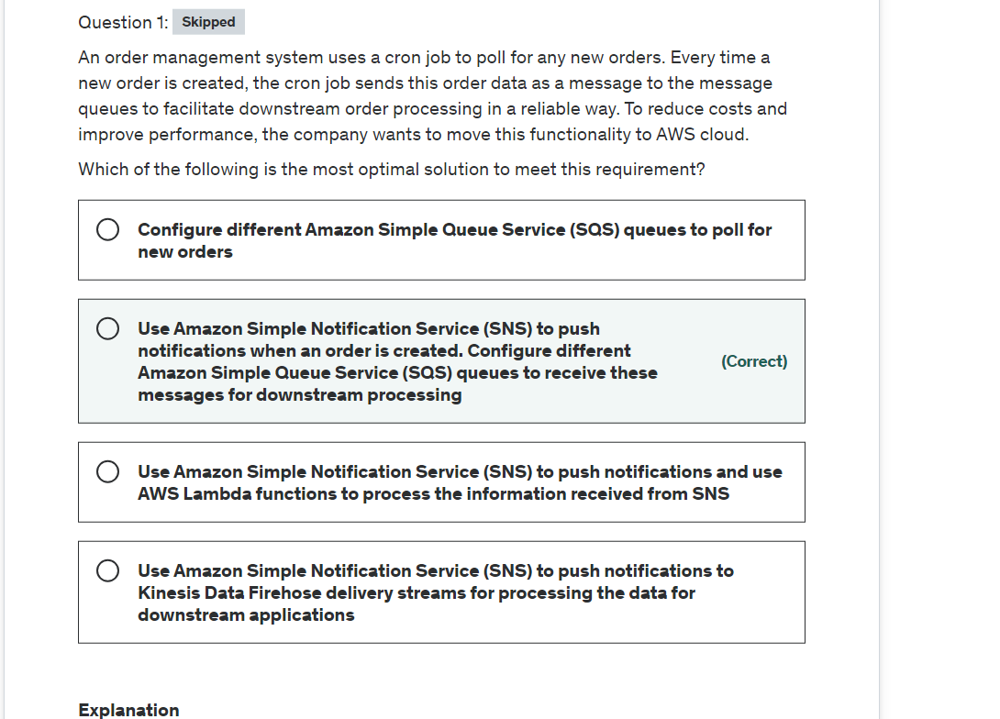 Question 1: Skipped
An order management system uses a cron job to poll for any new orders. Every time a
new order is created, the cron job sends this order data as a message to the message
queues to facilitate downstream order processing in a reliable way. To reduce costs and
improve performance, the company wants to move this functionality to AWS cloud.
Which of the following is the most optimal solution to meet this requirement?
Configure different Amazon Simple Queue Service (SQS) queues to poll for
new orders
Use Amazon Simple Notification Service (SNS) to push
notifications when an order is created. Configure different
Amazon Simple Queue Service (SQS) queues to receive these
messages for downstream processing
(Correct)
Use Amazon Simple Notification Service (SNS) to push notifications and use
AWS Lambda functions to process the information received from SNS
Use Amazon Simple Notification Service (SNS) to push notifications to
Kinesis Data Firehose delivery streams for processing the data for
downstream applications
Explanation